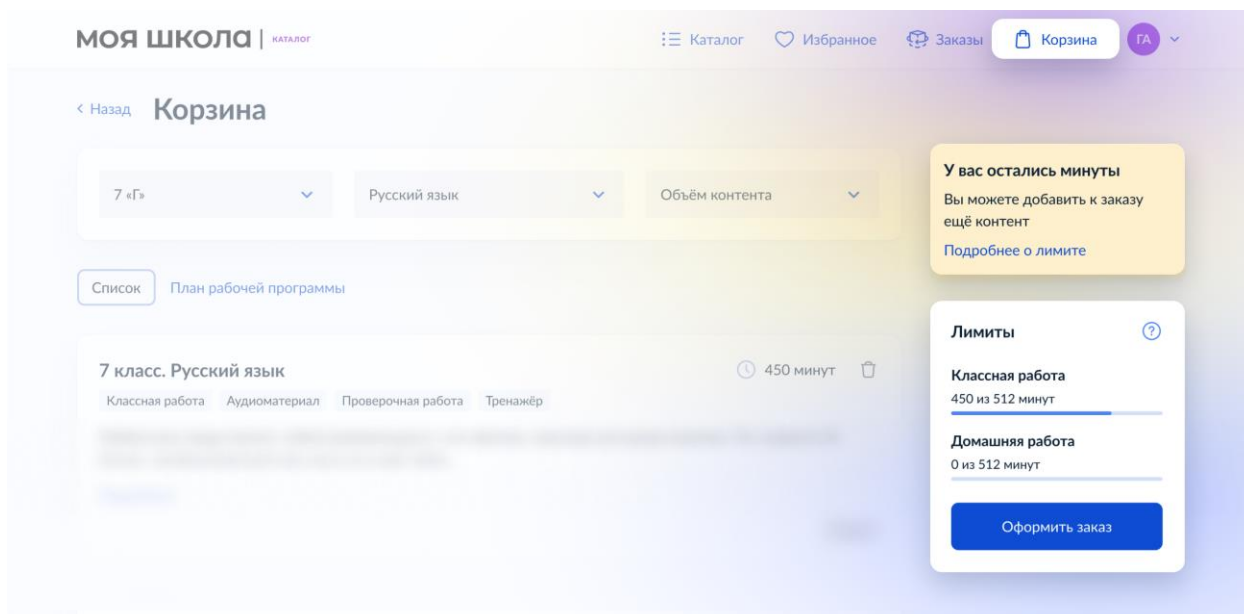 МОЯ ШКОЛА | КАТАЛОГ
Каталог Избранное Заказы Корзина ГА
Назад Корзина
7 «Г» Русский язык Объём контента
У вас остались минуты
Вы можете добавить к заказу
ещё контент
Подробнее о лимите
Список План рабочей программы
7 класс. Русский язык 450 минут
Классная работа Аудиоматериал Проверочная работа Тренажёр
Лимиты ?
Классная работа
450 из 512 минут
Домашняя работа
0 из 512 минут
Оформить заказ